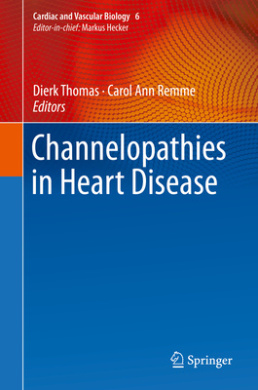 Cardiac and Vascular Biology 6
Editor-in-chief: Markus Hecker
Dierk Thomas · Carol Ann Remme
Editors
Channelopathies
in Heart Disease
Springer